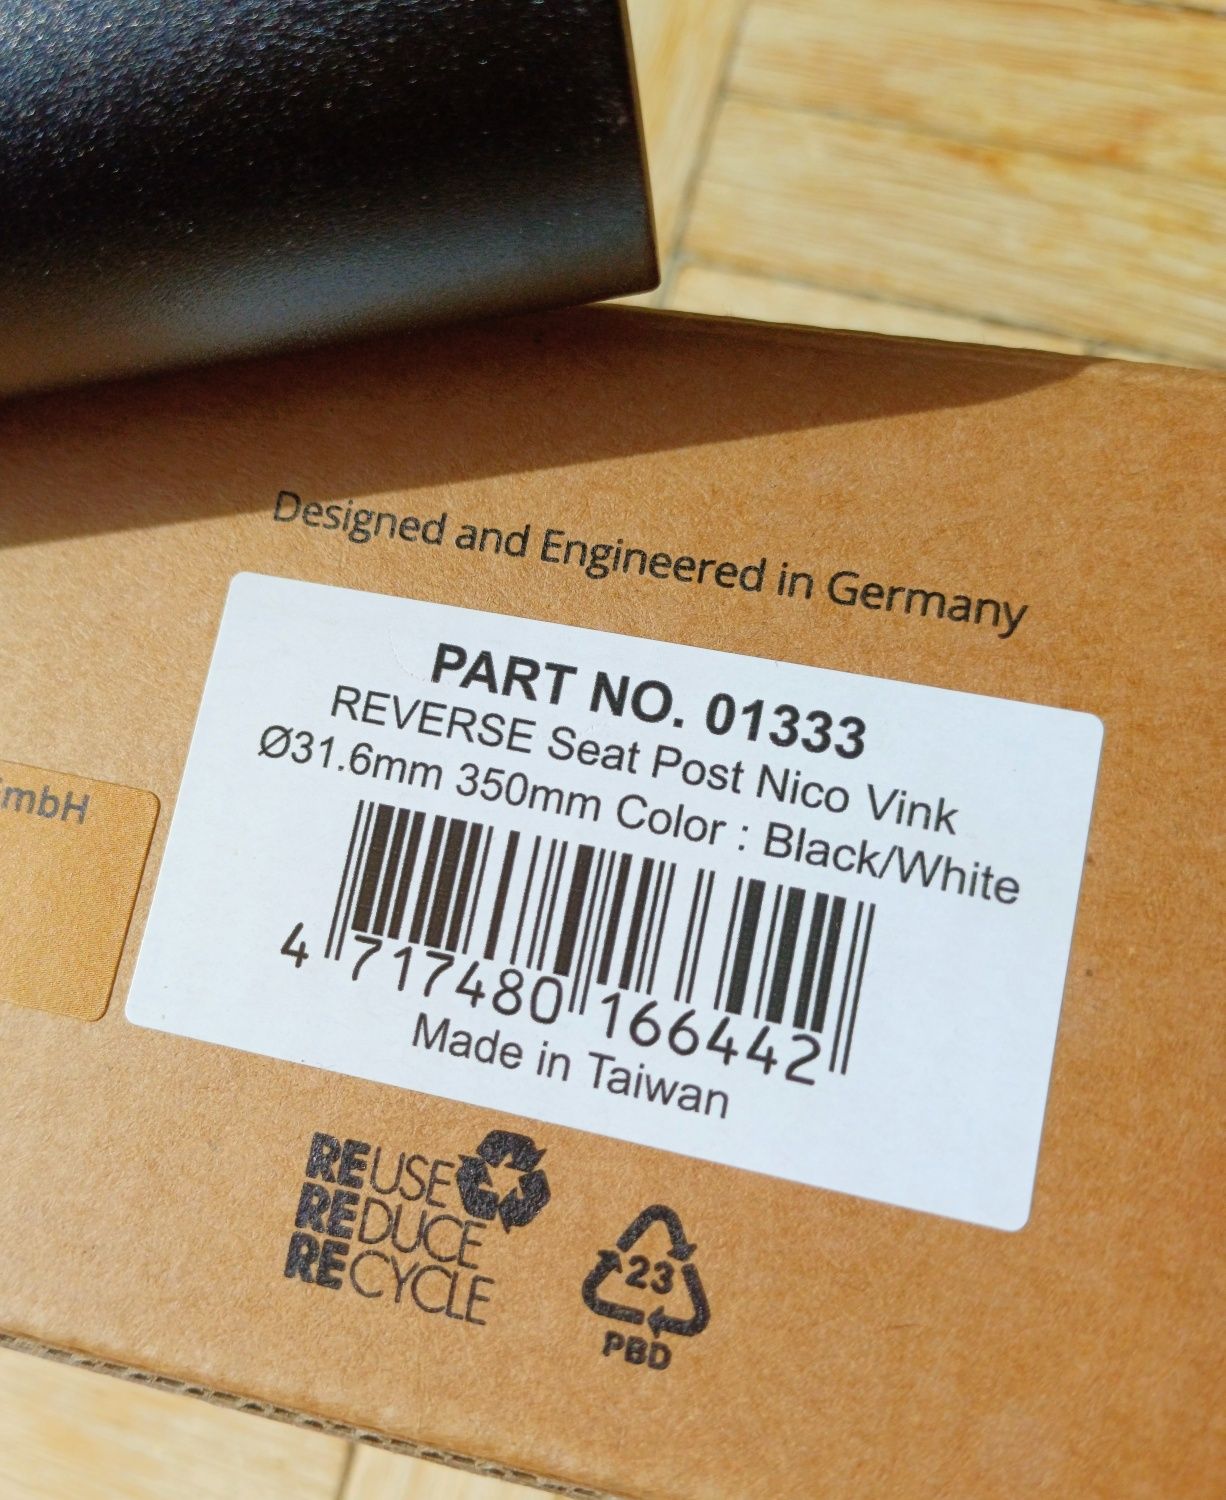 Designed and Engineered in Germany
PART NO. 01333
REVERSE Seat Post Nico Vink
Ø31.6mm 350mm Color : Black/White
4 717480 166442
Made in Taiwan
mbH
REUSE
REDUCE
RECYCLE
23
PBD